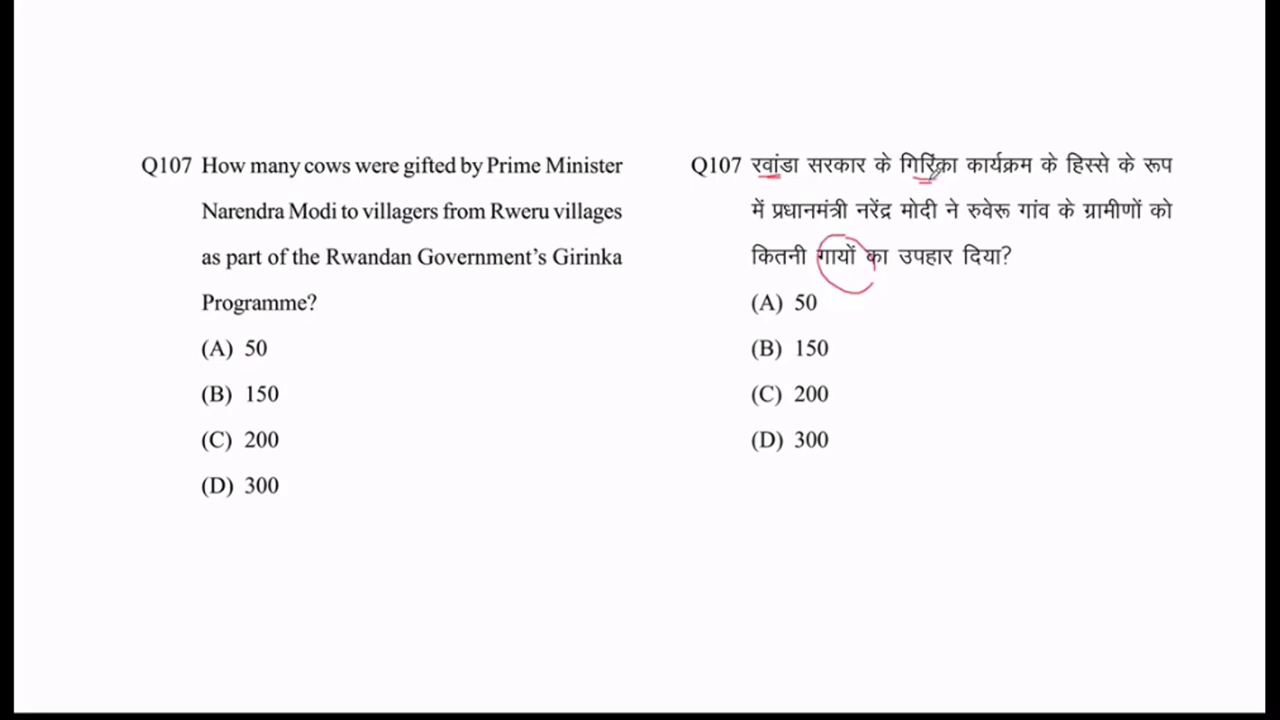 Q107 How many cows were gifted by Prime Minister
Narendra Modi to villagers from Rweru villages
as part of the Rwandan Government's Girinka
Programme?
(A) 50
(B) 150
(C) 200
(D) 300
Q107 रवांडा सरकार के गिरिंका कार्यक्रम के हिस्से के रूप
में प्रधानमंत्री नरेंद्र मोदी ने रुवेरू गांव के ग्रामीणों को
कितनी गायों का उपहार दिया?
(A) 50
(B) 150
(C) 200
(D) 300